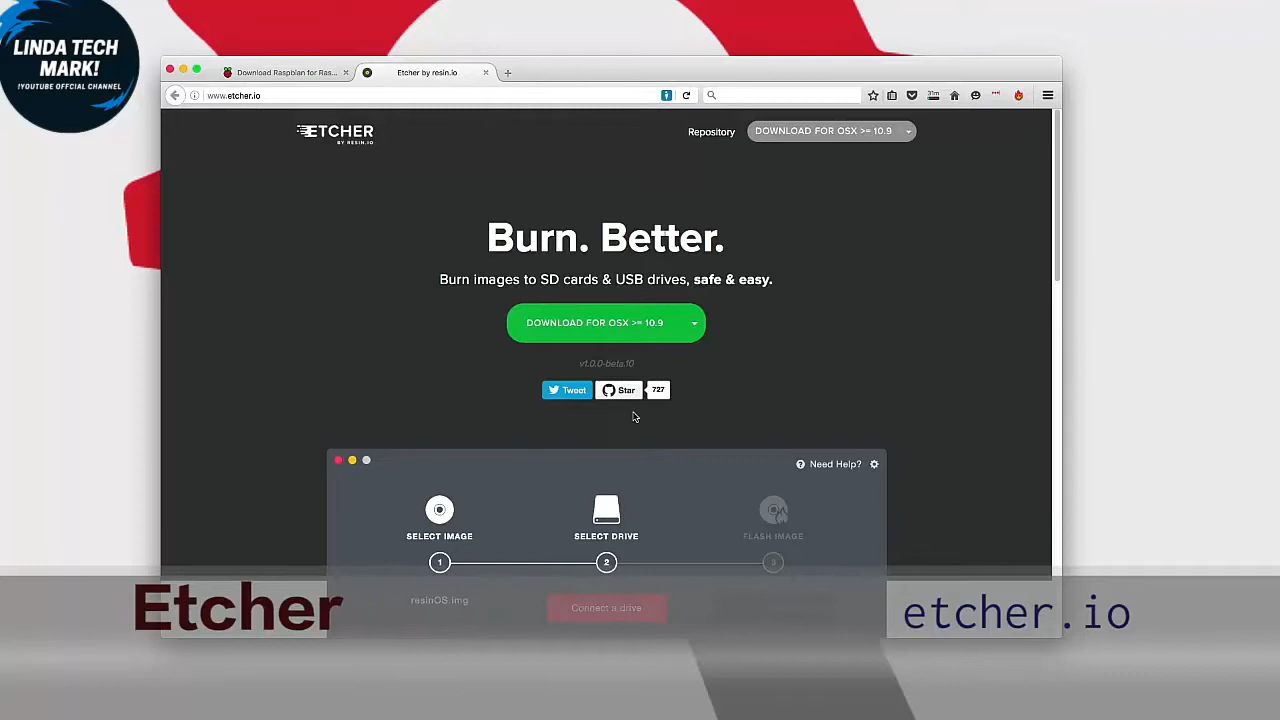 LINDA TECH
MARK!
!YOUTUBE OFFCIAL CHANNEL
Download Raspbian for Ras...
Etcher by resin.io
www.etcher.io
31m
ETCHER
BY RESIN.IO
Repository
DOWNLOAD FOR OSX >= 10.9
Burn. Better.
Burn images to SD cards & USB drives, safe & easy.
DOWNLOAD FOR OSX >= 10.9
v1.0.0-beta.10
Tweet
Star
727
Need Help?
SELECT IMAGE
SELECT DRIVE
FLASH IMAGE
1
2
3
resinOS.img
Connect a drive
Etcher
etcher.io